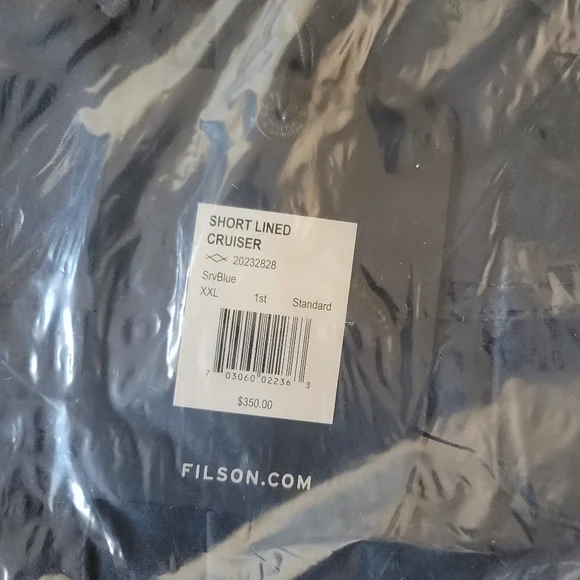 SHORT LINED
CRUISER
20232828
SrvBlue
XXL 1st Standard
7 03060 02236 3
$350.00
FILSON.COM